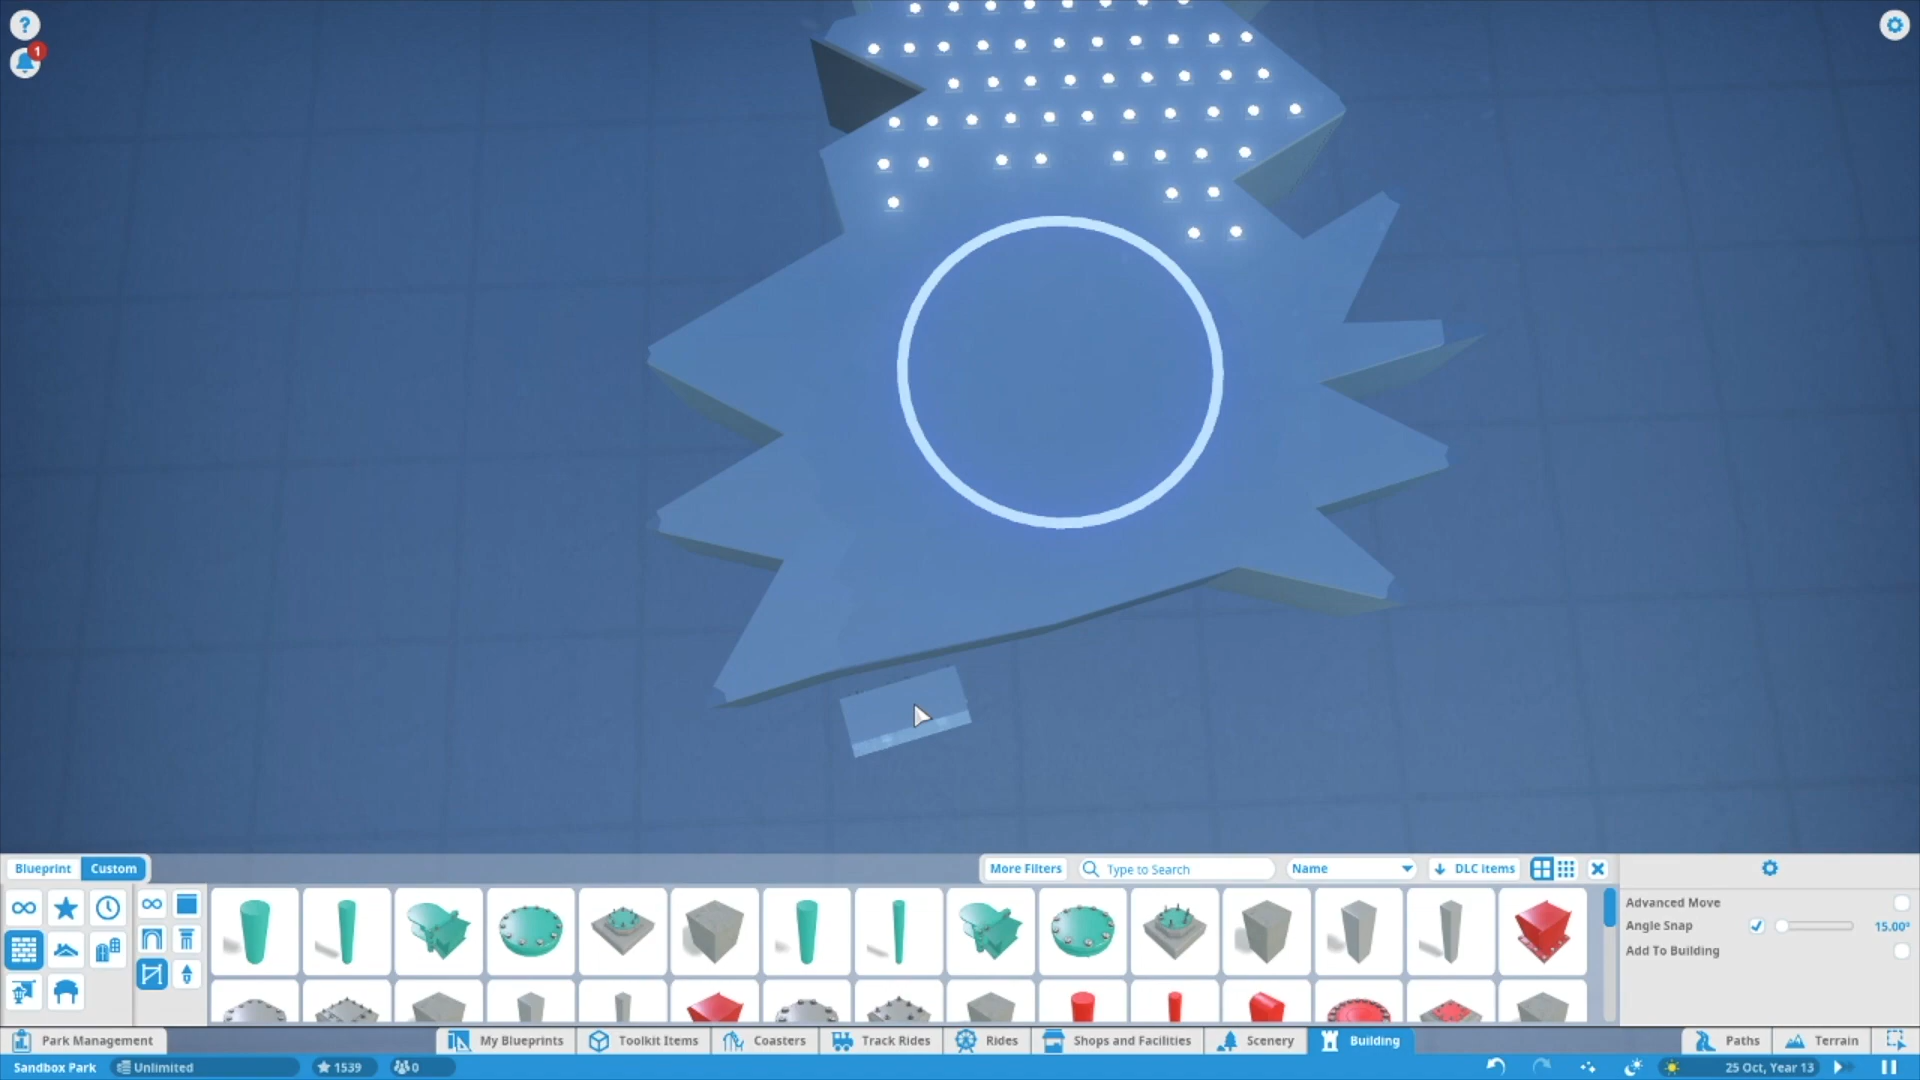 ?
1
Blueprint Custom More Filters Type to Search Name DLC Items
Advanced Move
Angle Snap 15.00°
Add To Building
Park Management My Blueprints Toolkit Items Coasters Track Rides Rides Shops and Facilities Scenery Building Paths Terrain
Sandbox Park Unlimited 1539 0 25 Oct, Year 13